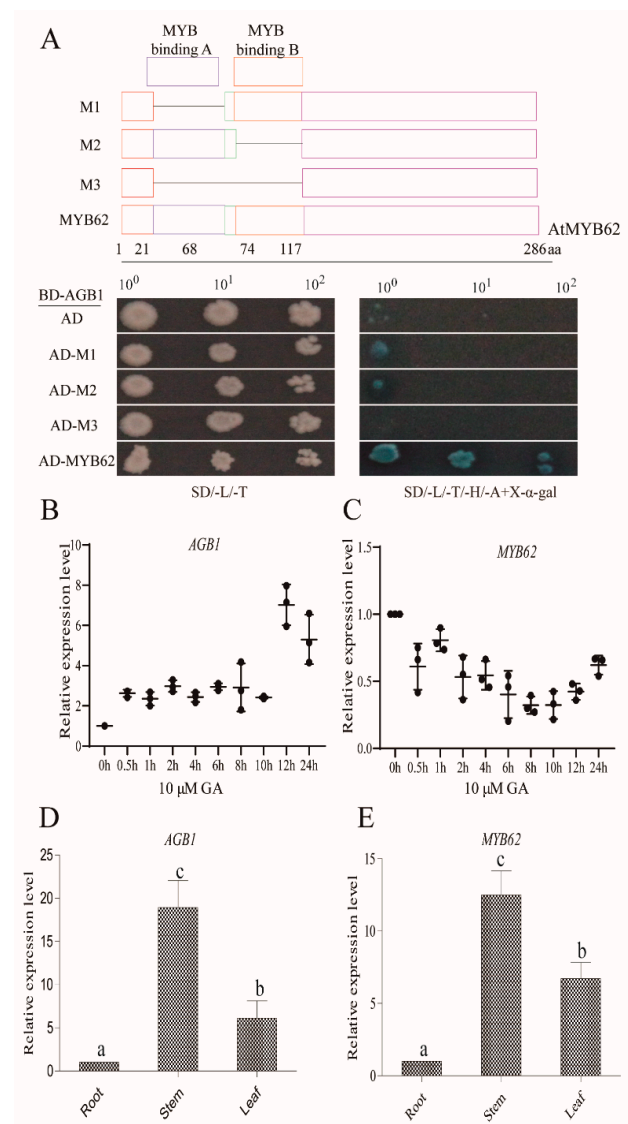 A
MYB binding A
MYB binding B
M1
M2
M3
MYB62
AtMYB62
1 21 68 74 117 286aa
10⁰ 10¹ 10² 10⁰ 10¹ 10²
BD-AGB1
AD
AD-M1
AD-M2
AD-M3
AD-MYB62
SD/-L/-T
SD/-L/-T/-H/-A+X-α-gal
B
AGB1
Relative expression level
10
8
6
4
2
0
0h 0.5h 1h 2h 4h 6h 8h 10h 12h 24h
10 μM GA
C
MYB62
Relative expression level
1.5
1.0
0.5
0.0
0h 0.5h 1h 2h 4h 6h 8h 10h 12h 24h
10 μM GA
D
AGB1
Relative expression level
25
20
15
10
5
0
a
c
b
Root Stem Leaf
E
MYB62
Relative expression level
15
10
5
0
a
c
b
Root Stem Leaf